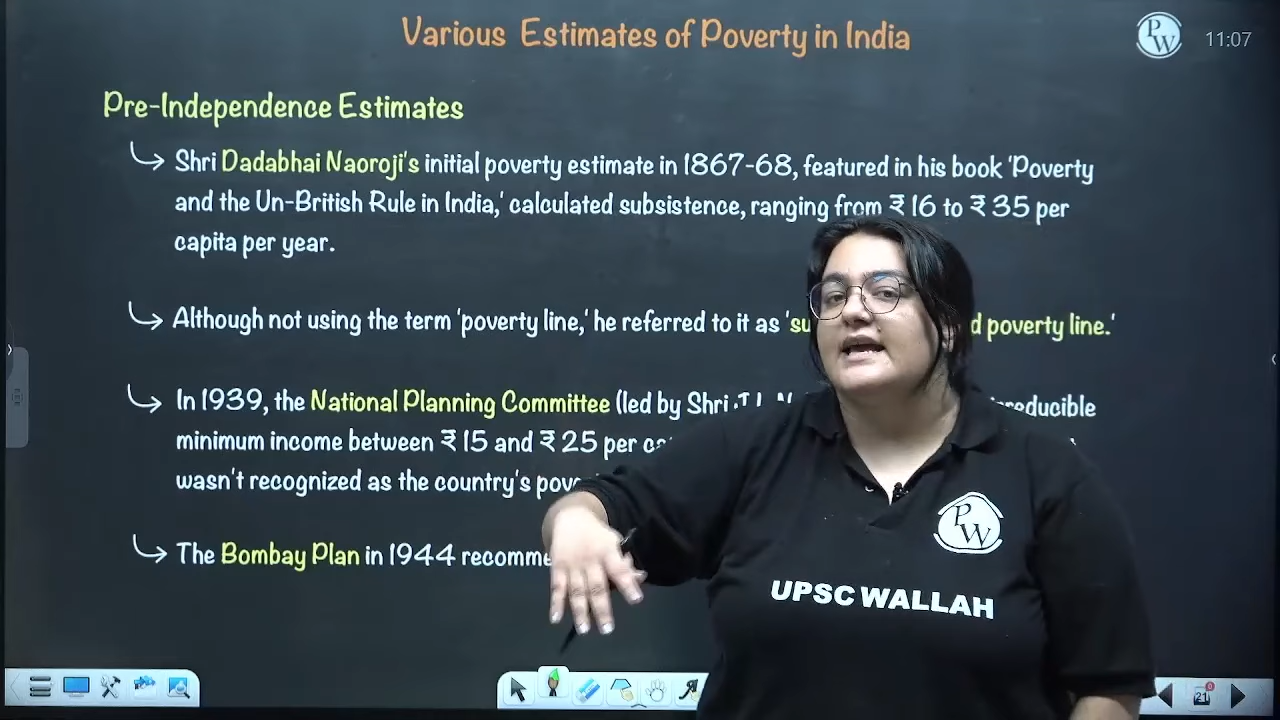 Various Estimates of Poverty in India
PW
11:07
Pre-Independence Estimates
Shri Dadabhai Naoroji's initial poverty estimate in 1867-68, featured in his book 'Poverty
and the Un-British Rule in India,' calculated subsistence, ranging from ₹ 16 to ₹ 35 per
capita per year.
Although not using the term 'poverty line,' he referred to it as ' poverty line.'
In 1939, the National Planning Committee (led by Shri irreducible
minimum income between ₹ 15 and ₹ 25 per
wasn't recognized as the country's
The Bombay Plan in 1944
PW
UPSC WALLAH
21